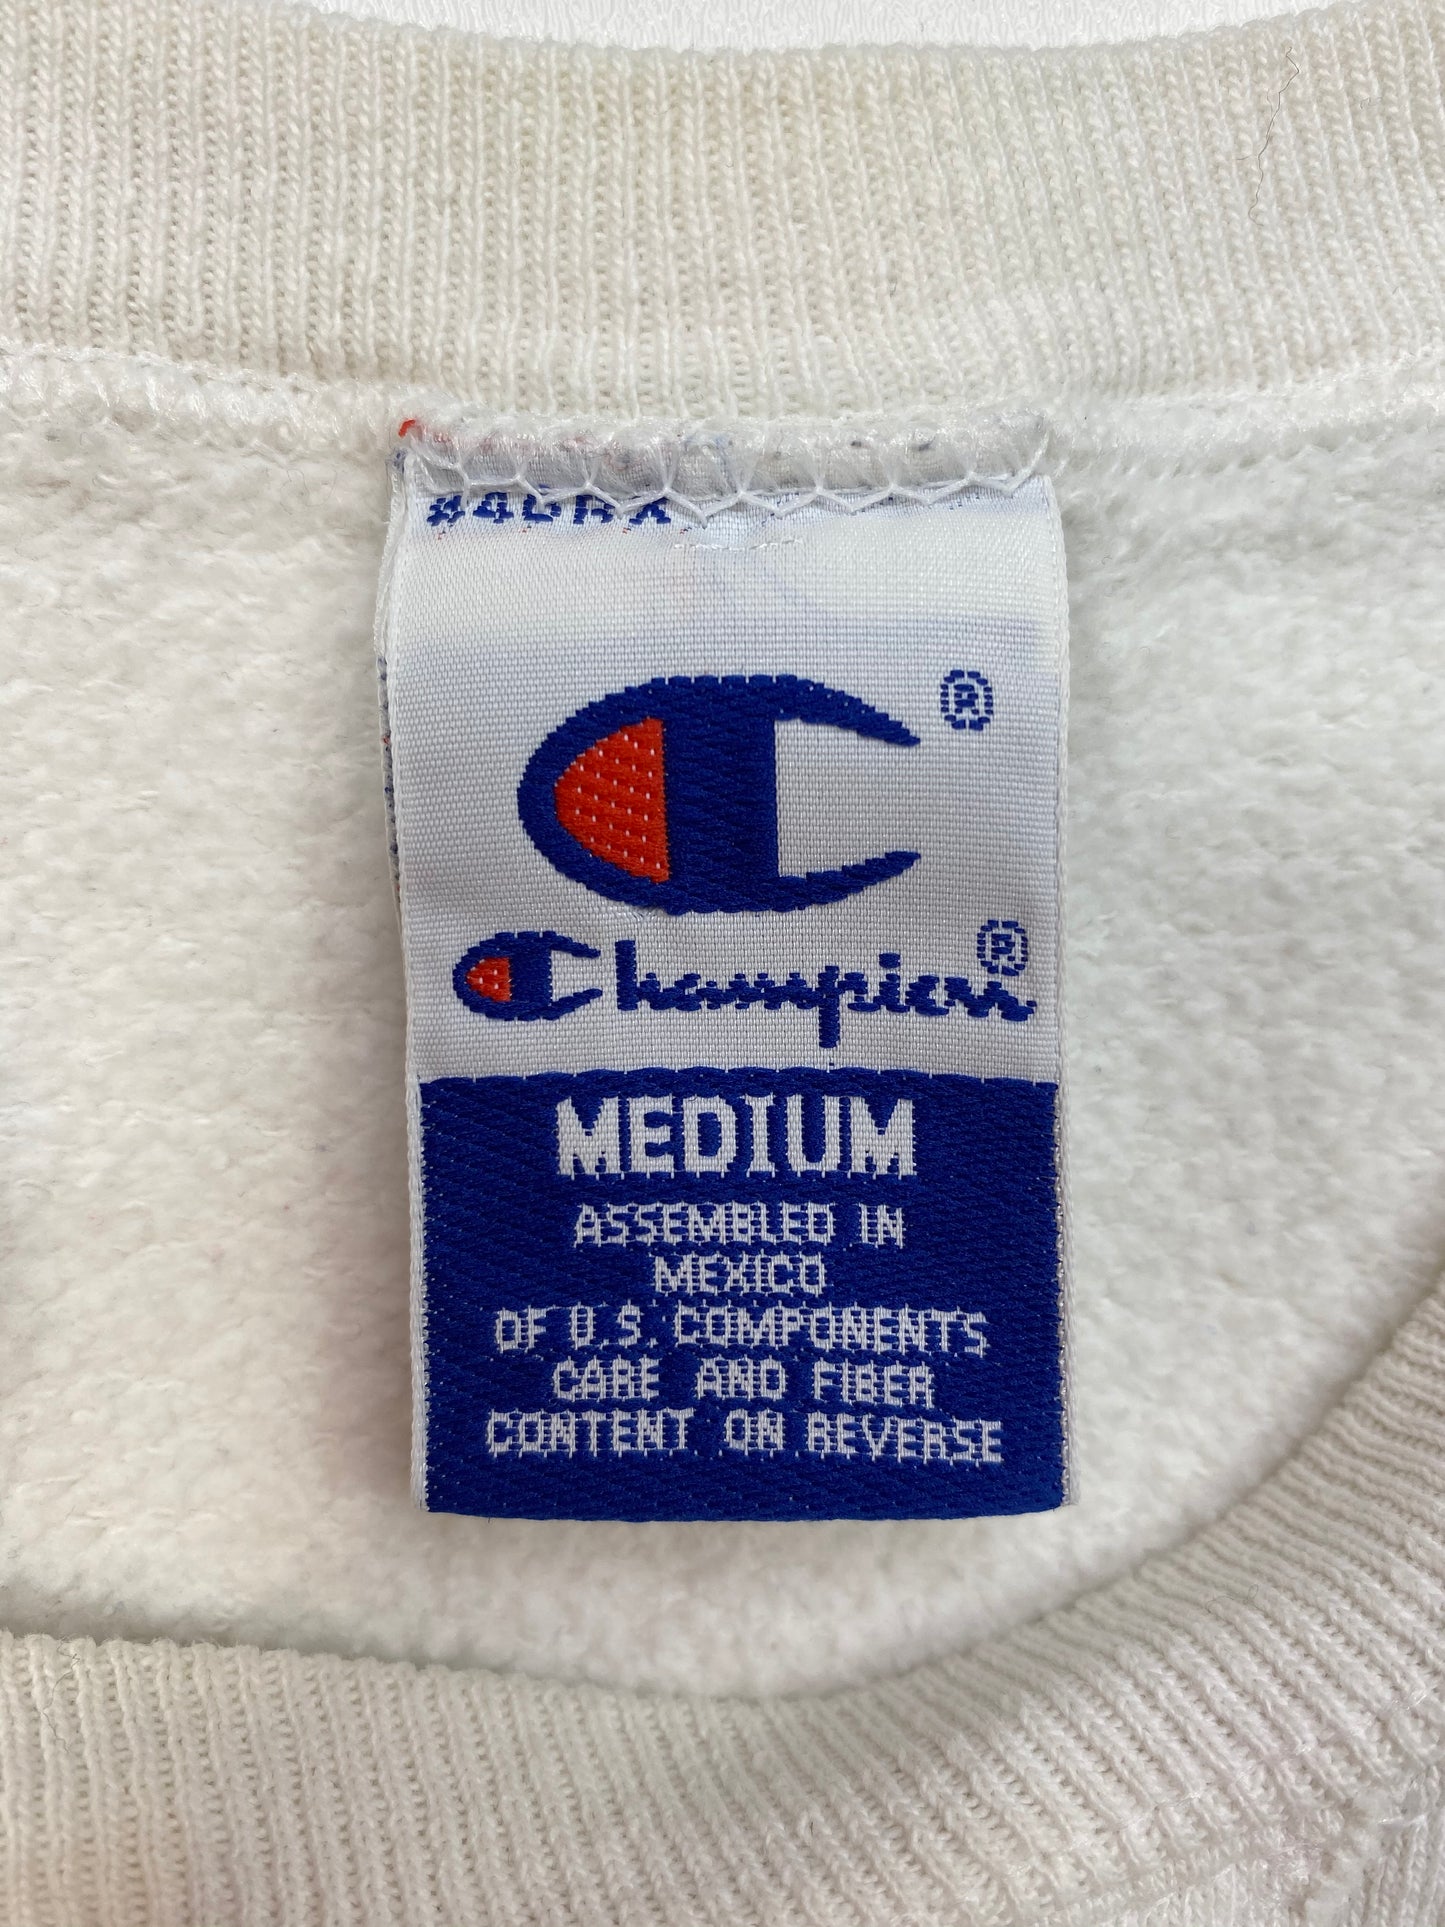 ®
Champion®
MEDIUM
ASSEMBLED IN
MEXICO
OF U.S. COMPONENTS
CARE AND FIBER
CONTENT ON REVERSE